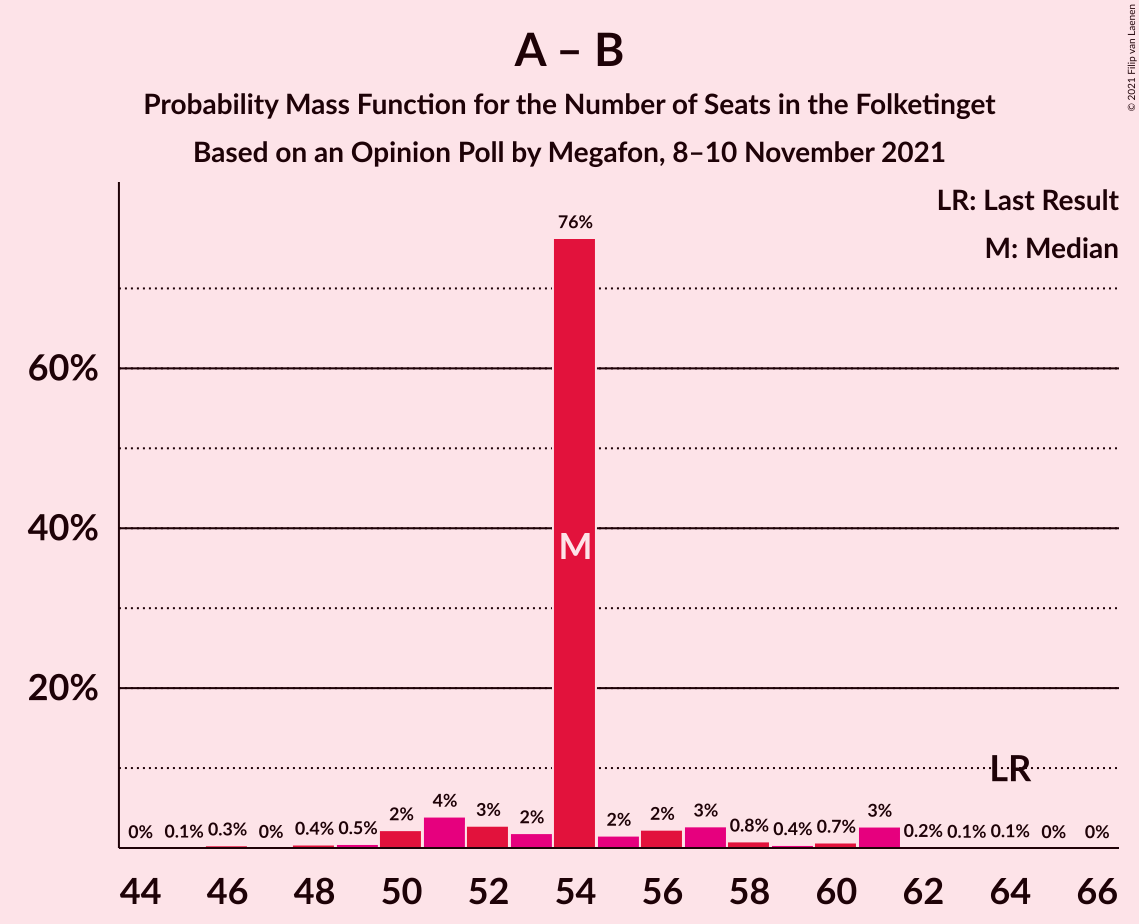 A – B
Probability Mass Function for the Number of Seats in the Folketinget
Based on an Opinion Poll by Megafon, 8–10 November 2021
© 2021 Filip van Laenen
LR: Last Result
M: Median
60%
40%
20%
0% 0.1% 0.3% 0% 0.4% 0.5% 2% 4% 3% 2% 76% 2% 2% 3% 0.8% 0.4% 0.7% 3% 0.2% 0.1% 0.1% 0% 0%
M
LR
44 46 48 50 52 54 56 58 60 62 64 66